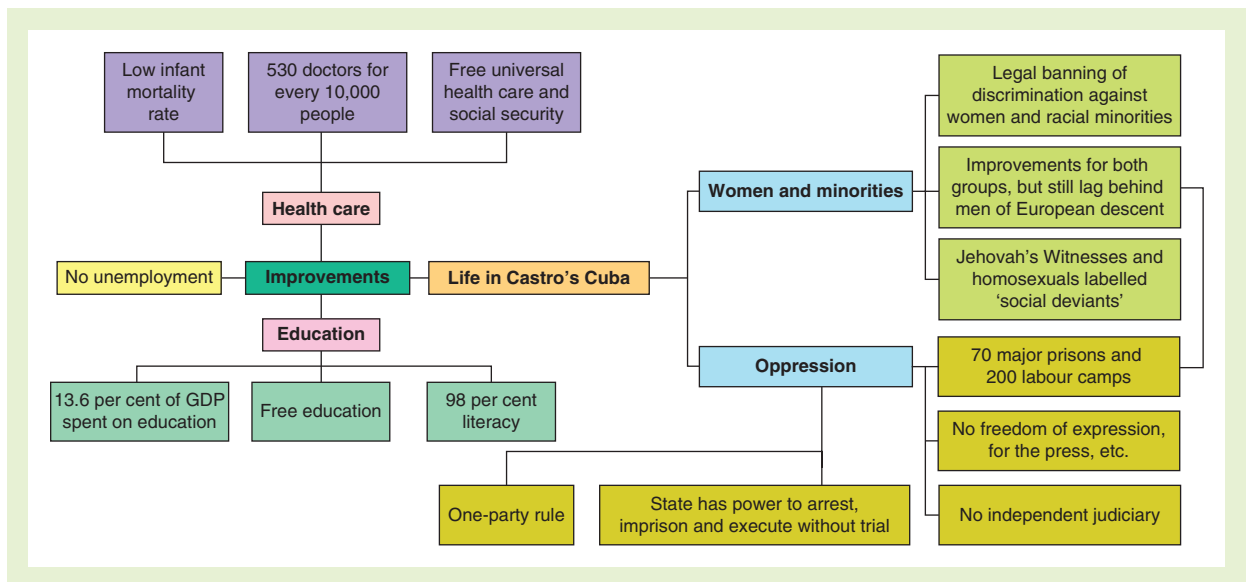 Low infant
mortality
rate
530 doctors for
every 10,000
people
Free universal
health care and
social security
Health care
No unemployment
Improvements
Life in Castro's Cuba
Education
13.6 per cent of GDP
spent on education
Free education
98 per cent
literacy
Women and minorities
Legal banning of
discrimination against
women and racial minorities
Improvements for both
groups, but still lag behind
men of European descent
Jehovah's Witnesses and
homosexuals labelled
'social deviants'
Oppression
70 major prisons and
200 labour camps
No freedom of expression,
for the press, etc.
No independent judiciary
One-party rule
State has power to arrest,
imprison and execute without trial